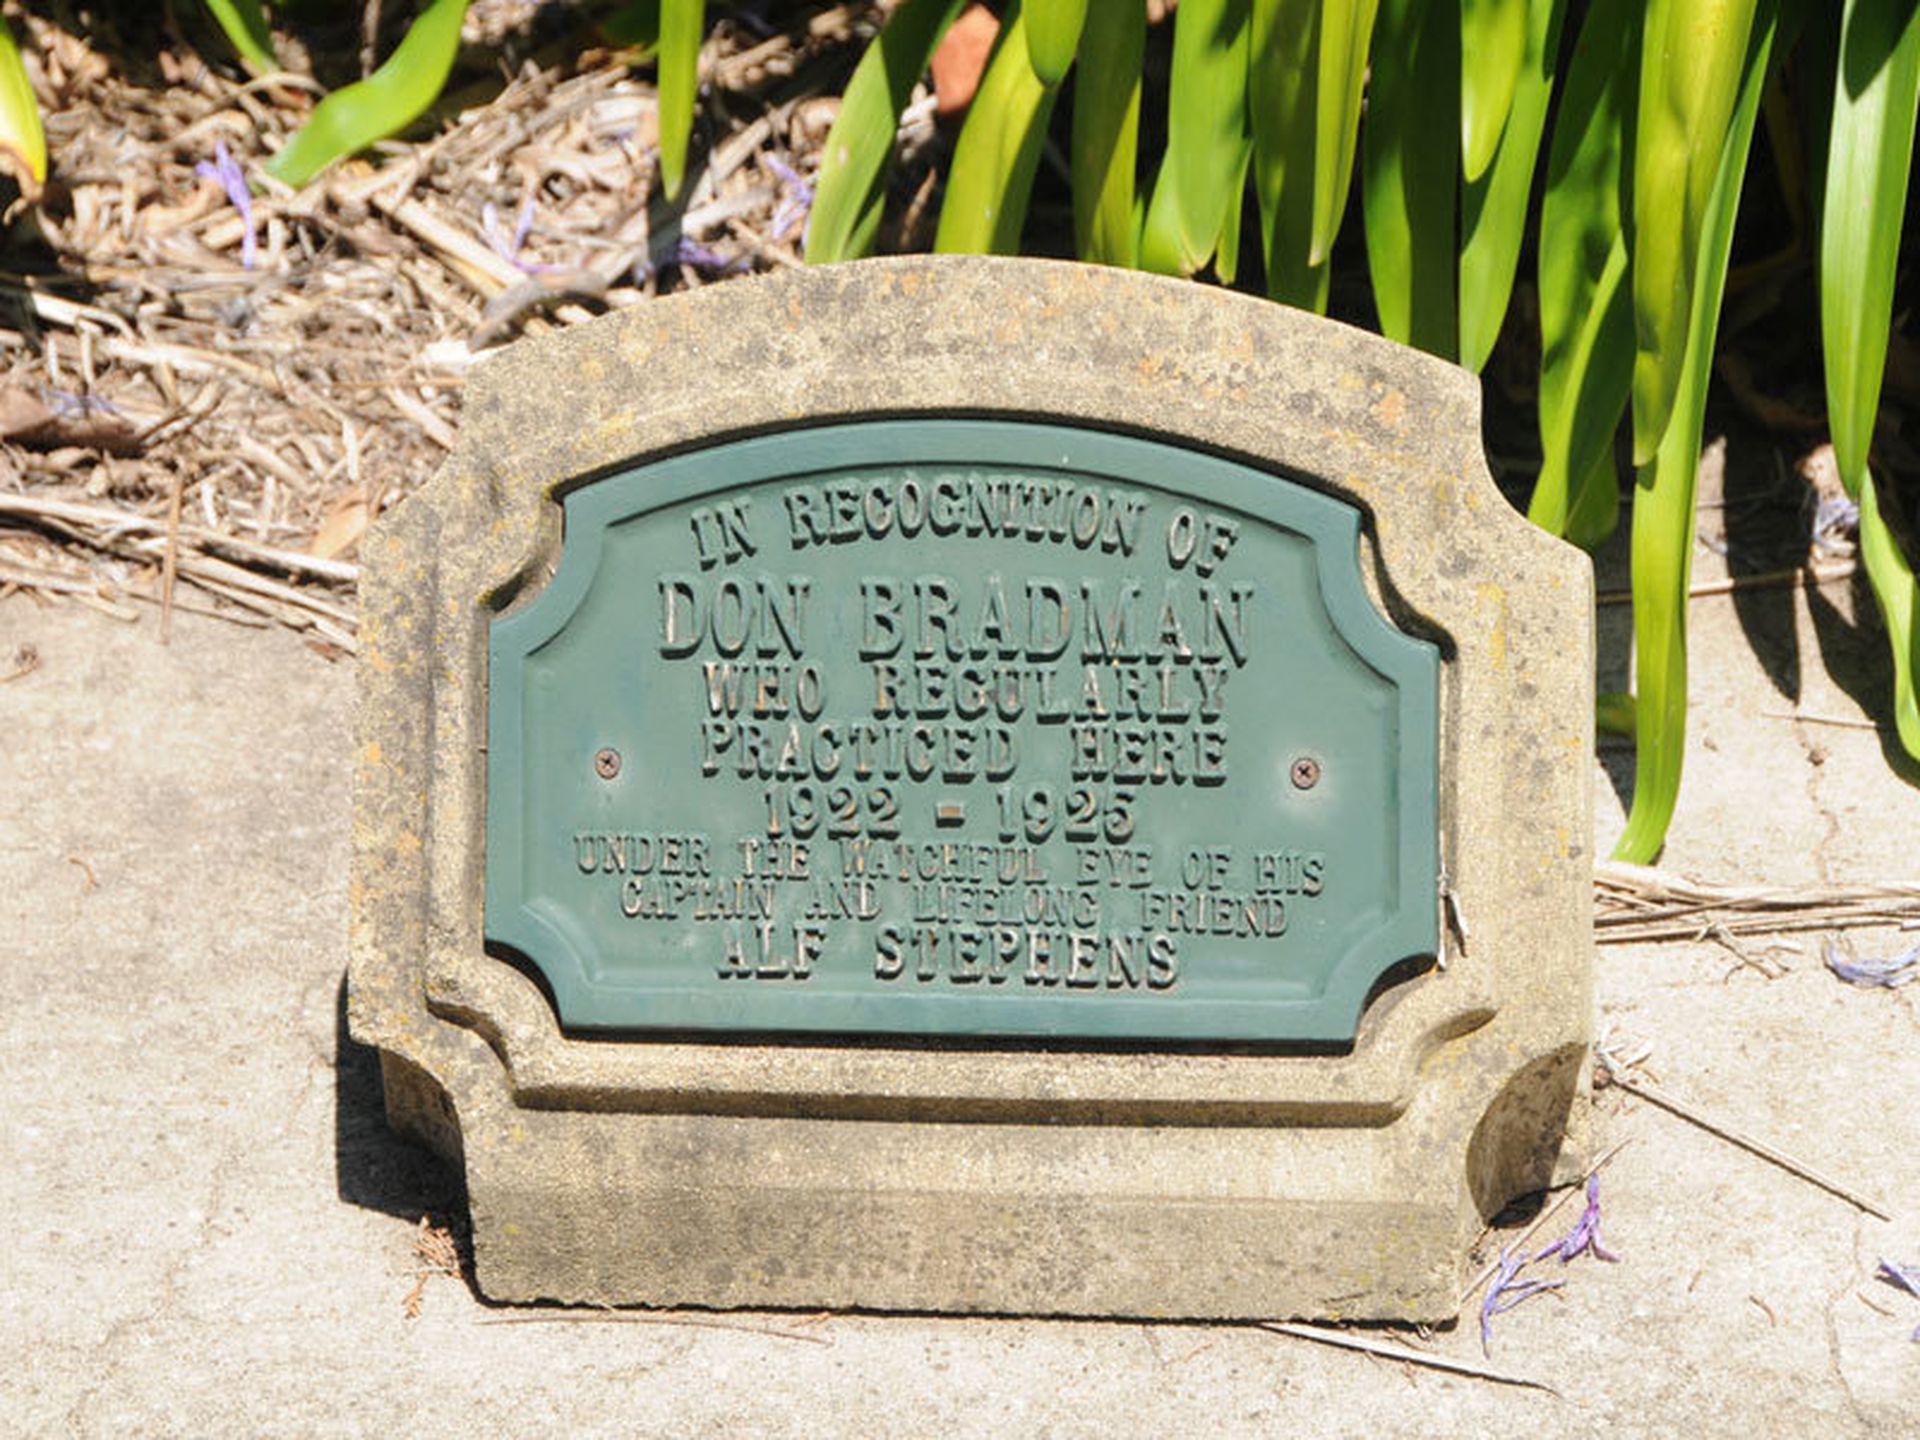 IN RECOGNITION OF
DON BRADMAN
WHO REGULARLY
PRACTICED HERE
1922 - 1925
UNDER THE WATCHFUL EYE OF HIS
CAPTAIN AND LIFELONG FRIEND
ALF STEPHENS